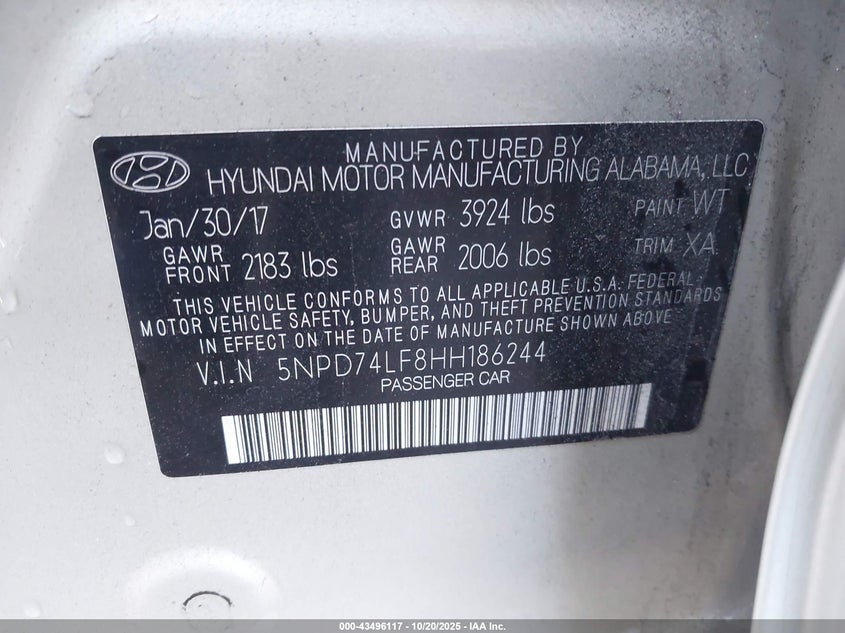 MANUFACTURED BY
HYUNDAI MOTOR MANUFACTURING ALABAMA, LLC
Jan/30/17 GVWR 3924 lbs PAINT WT
GAWR FRONT 2183 lbs GAWR REAR 2006 lbs TRIM XA
THIS VEHICLE CONFORMS TO ALL APPLICABLE U.S.A. FEDERAL
MOTOR VEHICLE SAFETY, BUMPER, AND THEFT PREVENTION STANDARDS
IN EFFECT ON THE DATE OF MANUFACTURE SHOWN ABOVE
V.I.N 5NPD74LF8HH186244
PASSENGER CAR
000-43496117 - 10/20/2025 - IAA Inc.